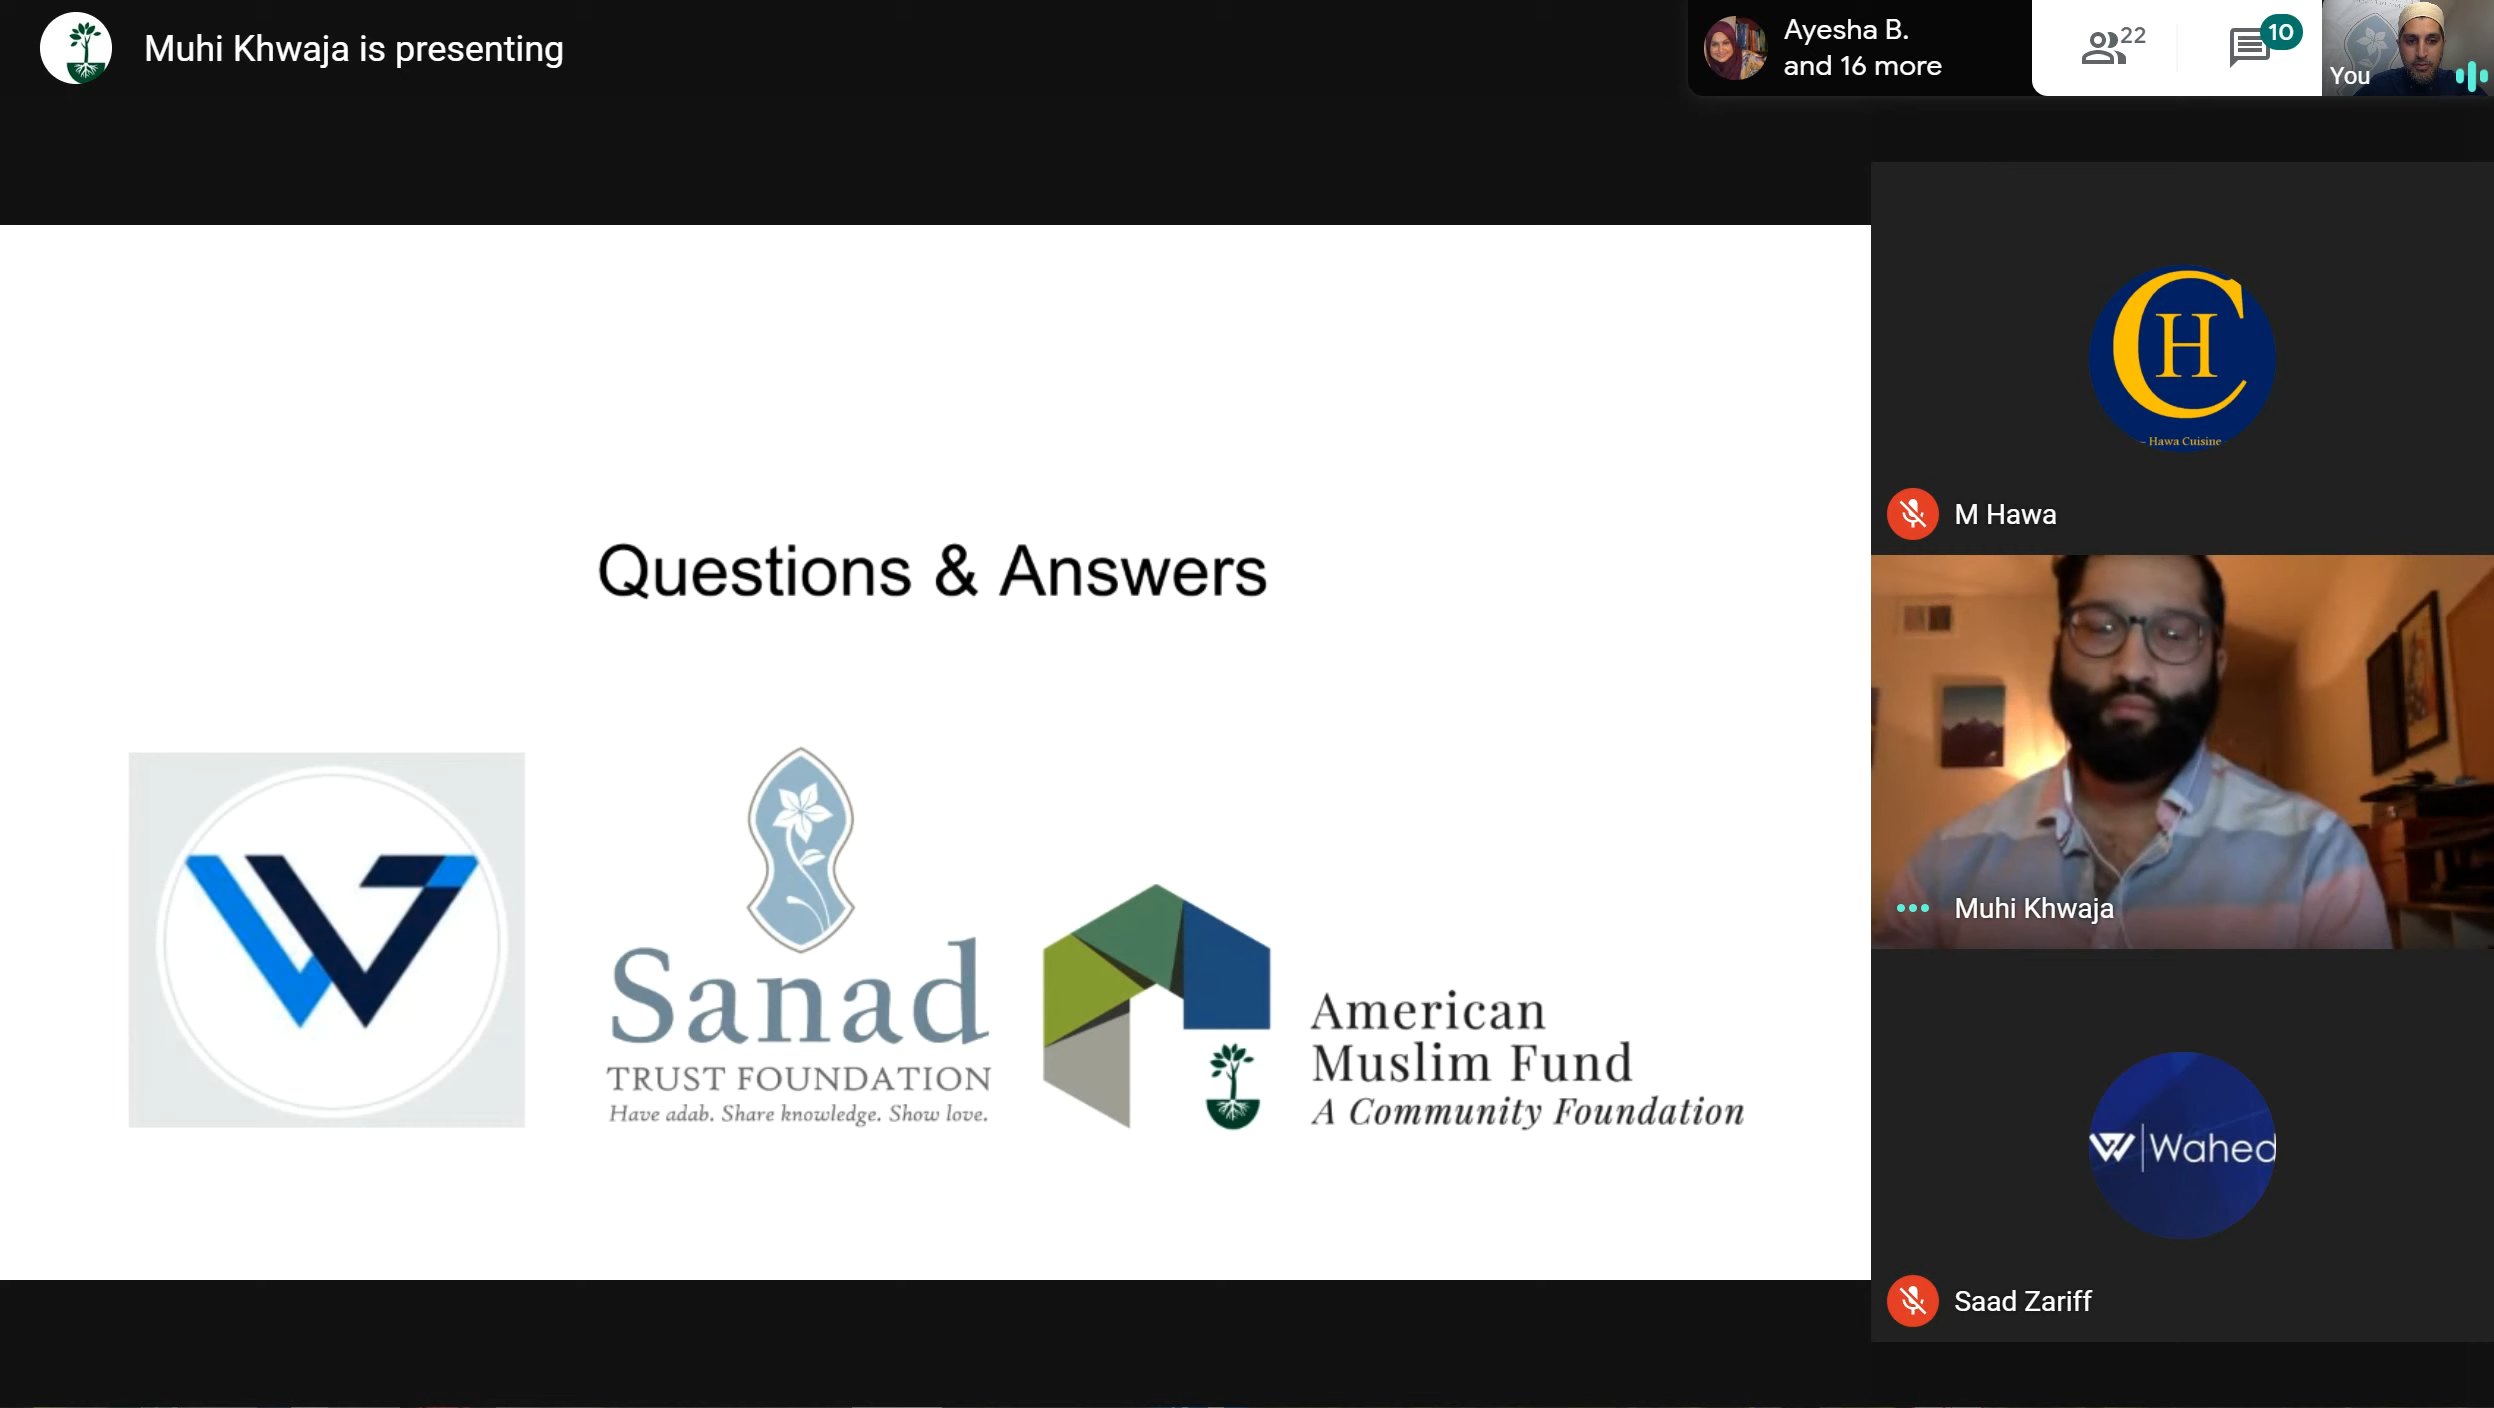 Muhi Khwaja is presenting
Ayesha B.
and 16 more
22
10
You
CH
- Hawa Cuisine
M Hawa
Questions & Answers
Muhi Khwaja
Sanad
TRUST FOUNDATION
Have adab. Share knowledge. Show love.
American
Muslim Fund
A Community Foundation
W | Wahed
Saad Zariff